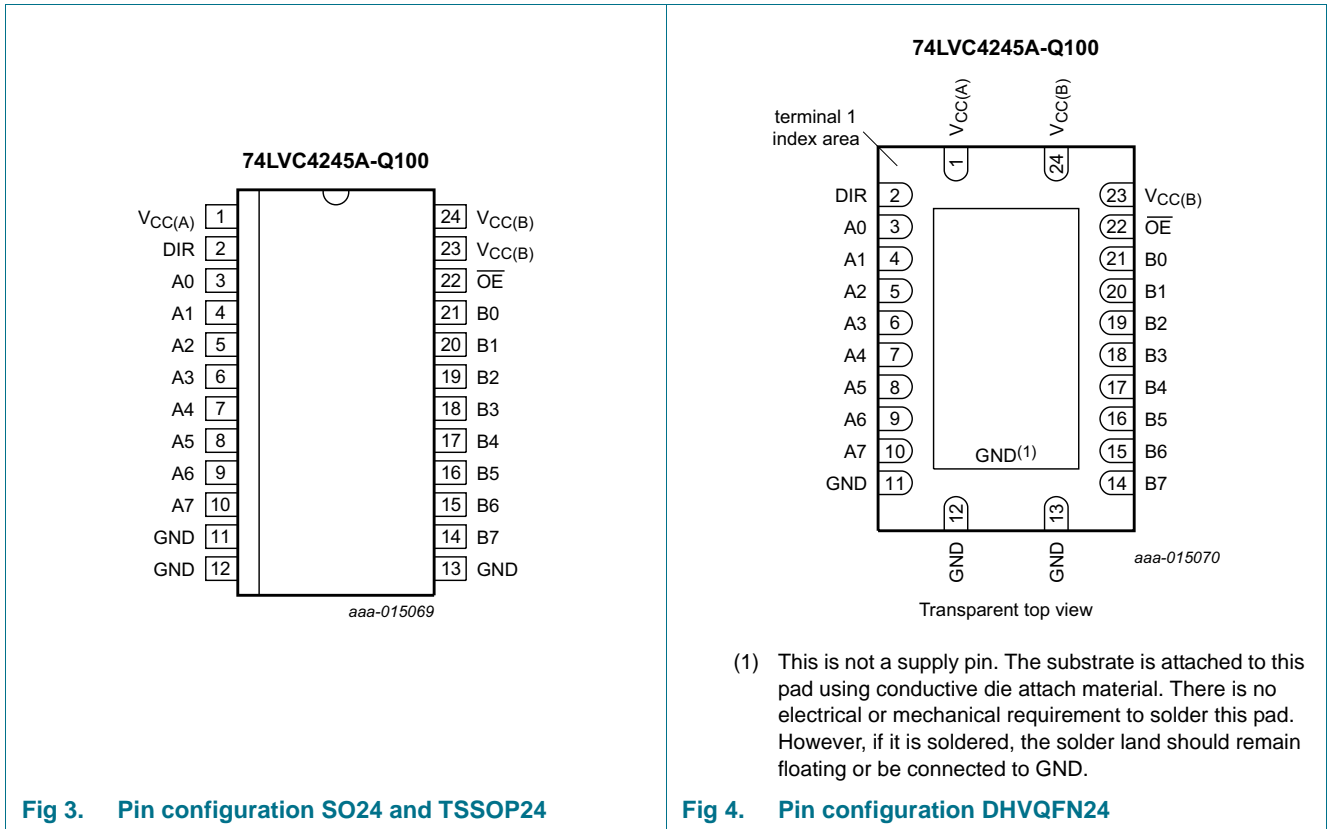 74LVC4245A-Q100
VCC(A) 1
DIR 2
A0 3
A1 4
A2 5
A3 6
A4 7
A5 8
A6 9
A7 10
GND 11
GND 12
24 VCC(B)
23 VCC(B)
22 OE
21 B0
20 B1
19 B2
18 B3
17 B4
16 B5
15 B6
14 B7
13 GND
aaa-015069
Fig 3. Pin configuration SO24 and TSSOP24
74LVC4245A-Q100
terminal 1
index area
VCC(A)
VCC(B)
1
24
DIR 2
A0 3
A1 4
A2 5
A3 6
A4 7
A5 8
A6 9
A7 10
GND 11
23 VCC(B)
22 OE
21 B0
20 B1
19 B2
18 B3
17 B4
16 B5
15 B6
14 B7
GND(1)
12
13
GND
GND
aaa-015070
Transparent top view
(1) This is not a supply pin. The substrate is attached to this
pad using conductive die attach material. There is no
electrical or mechanical requirement to solder this pad.
However, if it is soldered, the solder land should remain
floating or be connected to GND.
Fig 4. Pin configuration DHVQFN24